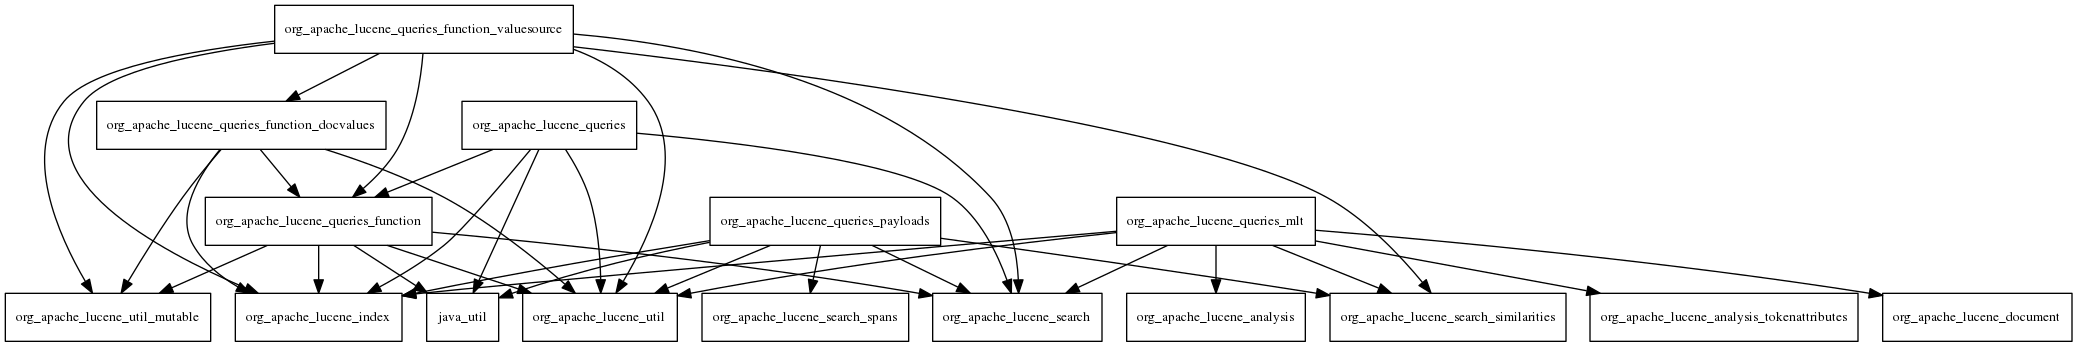 org_apache_lucene_queries_function_valuesource
org_apache_lucene_queries_function_docvalues
org_apache_lucene_queries
org_apache_lucene_queries_function
org_apache_lucene_queries_payloads
org_apache_lucene_queries_mlt
org_apache_lucene_util_mutable
org_apache_lucene_index
java_util
org_apache_lucene_util
org_apache_lucene_search_spans
org_apache_lucene_search
org_apache_lucene_analysis
org_apache_lucene_search_similarities
org_apache_lucene_analysis_tokenattributes
org_apache_lucene_document